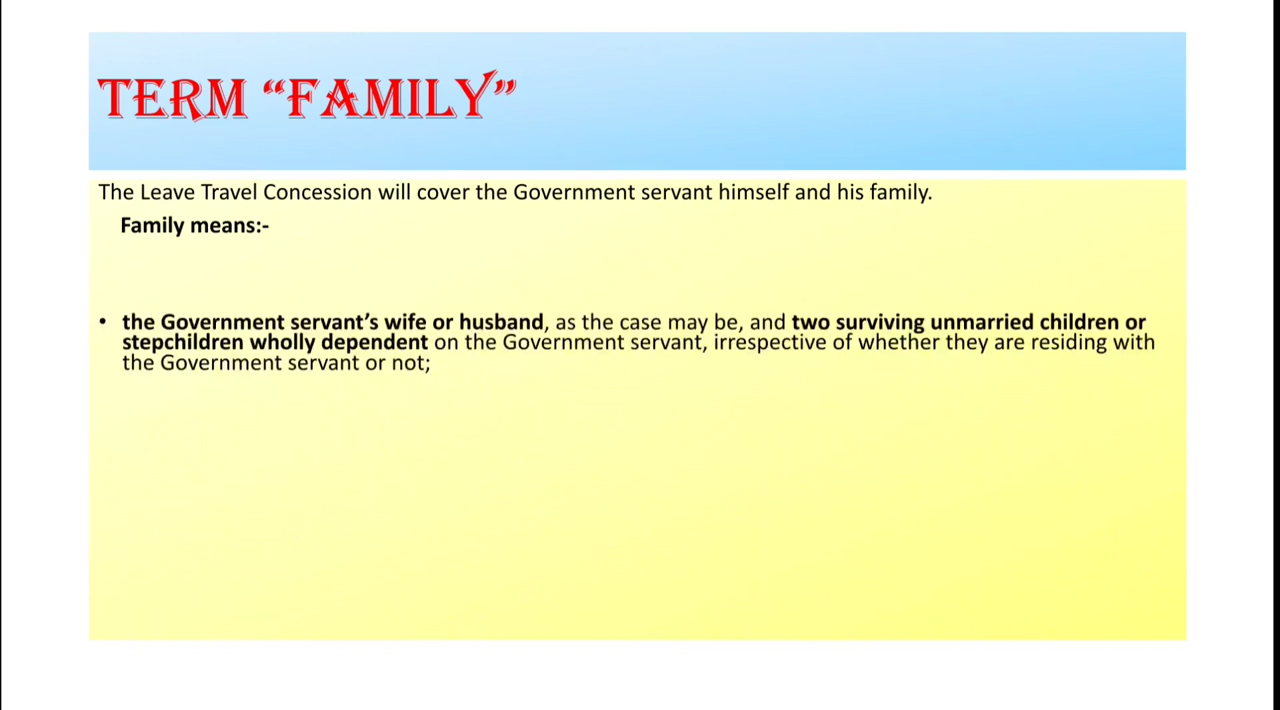 TERM “FAMILY”
The Leave Travel Concession will cover the Government servant himself and his family.
Family means:-
• the Government servant’s wife or husband, as the case may be, and two surviving unmarried children or
stepchildren wholly dependent on the Government servant, irrespective of whether they are residing with
the Government servant or not;